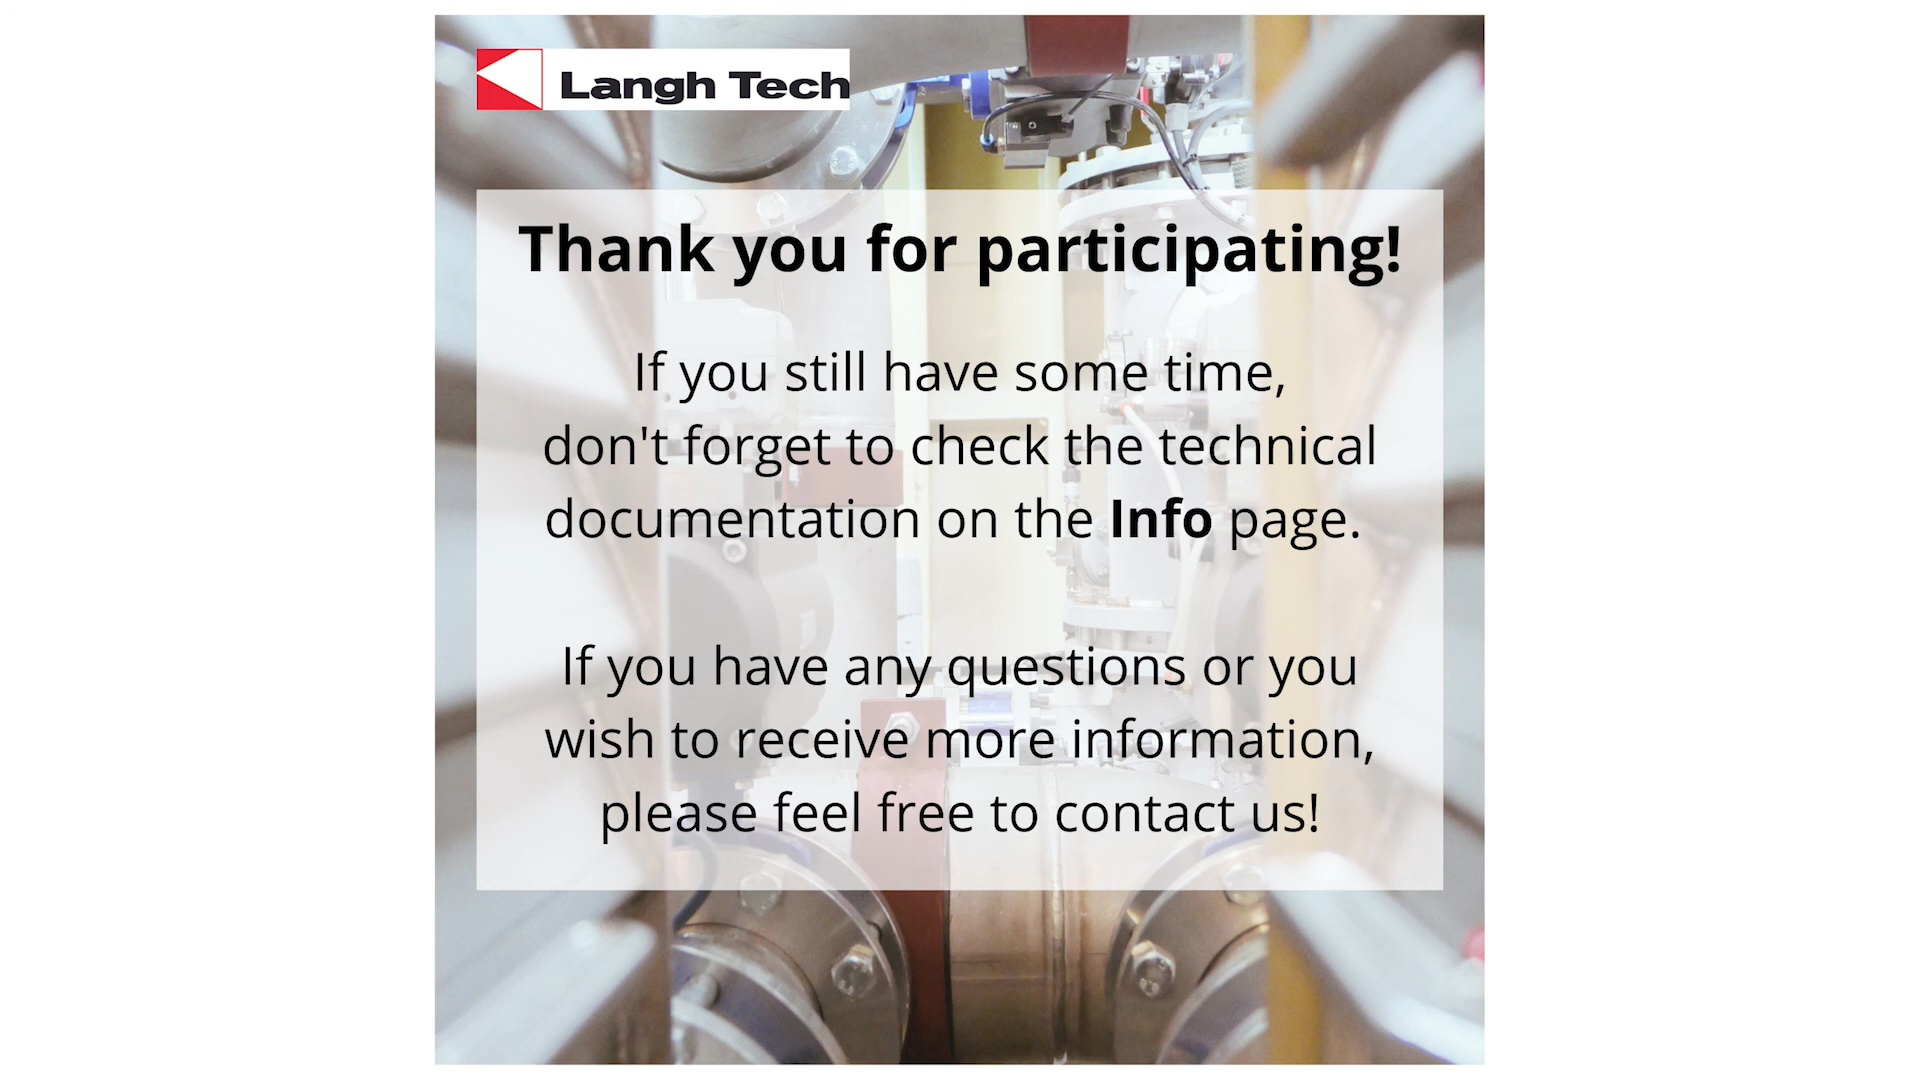 Langh Tech
Thank you for participating!
If you still have some time,
don't forget to check the technical
documentation on the Info page.
If you have any questions or you
wish to receive more information,
please feel free to contact us!